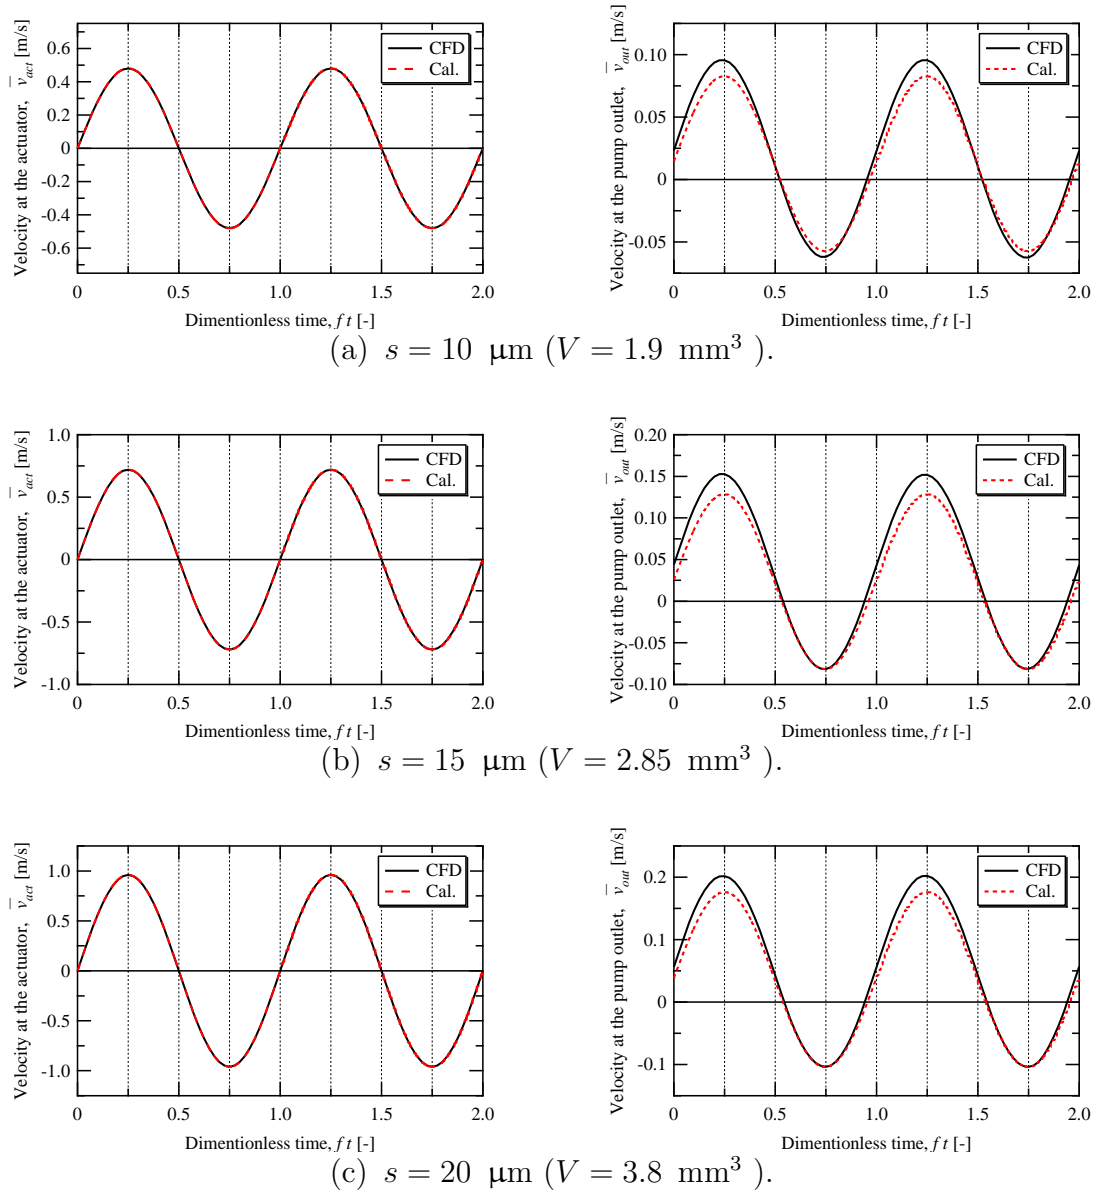 Velocity at the actuator, v̅act [m/s]
0.6
0.4
0.2
0
-0.2
-0.4
-0.6
CFD
Cal.
0 0.5 1.0 1.5 2.0
Dimentionless time, f t [-]
Velocity at the pump outlet, v̅out [m/s]
0.10
0.05
0
-0.05
CFD
Cal.
0 0.5 1.0 1.5 2.0
Dimentionless time, f t [-]
(a) s = 10 μm (V = 1.9 mm³ ).
Velocity at the actuator, v̅act [m/s]
1.0
0.5
0
-0.5
-1.0
CFD
Cal.
0 0.5 1.0 1.5 2.0
Dimentionless time, f t [-]
Velocity at the pump outlet, v̅out [m/s]
0.20
0.15
0.10
0.05
0
-0.05
-0.10
CFD
Cal.
0 0.5 1.0 1.5 2.0
Dimentionless time, f t [-]
(b) s = 15 μm (V = 2.85 mm³ ).
Velocity at the actuator, v̅act [m/s]
1.0
0.5
0
-0.5
-1.0
CFD
Cal.
0 0.5 1.0 1.5 2.0
Dimentionless time, f t [-]
Velocity at the pump outlet, v̅out [m/s]
0.2
0.1
0
-0.1
CFD
Cal.
0 0.5 1.0 1.5 2.0
Dimentionless time, f t [-]
(c) s = 20 μm (V = 3.8 mm³ ).